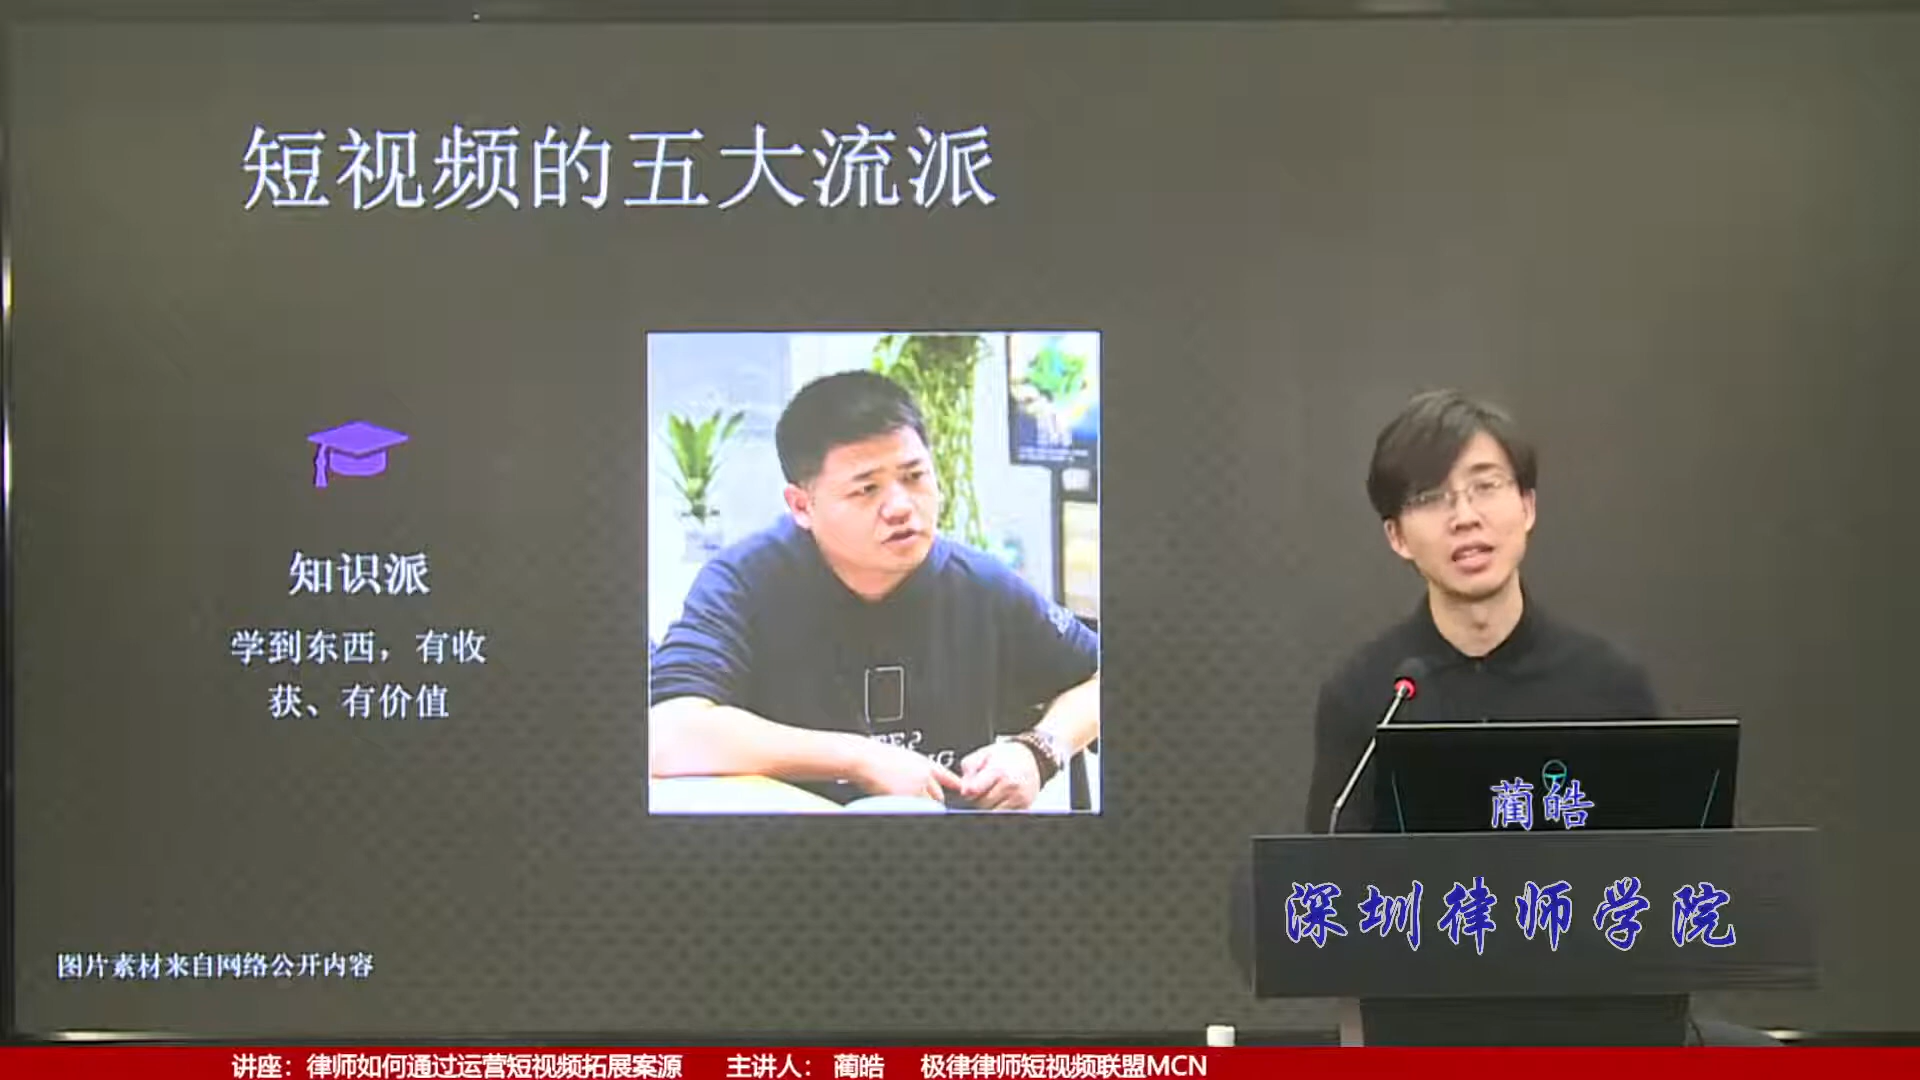 短视频的五大流派
知识派
学到东西，有收
获、有价值
图片素材来自网络公开内容
蔺皓
深圳律师学院
讲座：律师如何通过运营短视频拓展案源 主讲人： 蔺皓 极律律师短视频联盟MCN